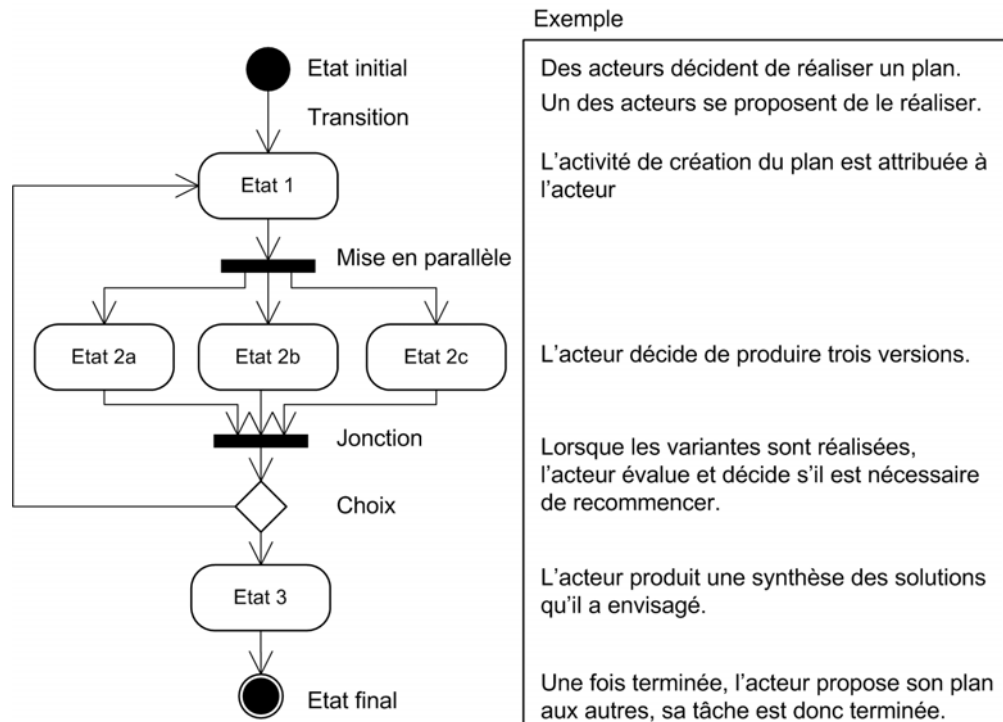 Exemple
Etat initial
Transition
Etat 1
Mise en parallèle
Etat 2a
Etat 2b
Etat 2c
Jonction
Choix
Etat 3
Etat final
Des acteurs décident de réaliser un plan.
Un des acteurs se proposent de le réaliser.
L'activité de création du plan est attribuée à
l'acteur
L'acteur décide de produire trois versions.
Lorsque les variantes sont réalisées,
l'acteur évalue et décide s'il est nécessaire
de recommencer.
L'acteur produit une synthèse des solutions
qu'il a envisagé.
Une fois terminée, l'acteur propose son plan
aux autres, sa tâche est donc terminée.